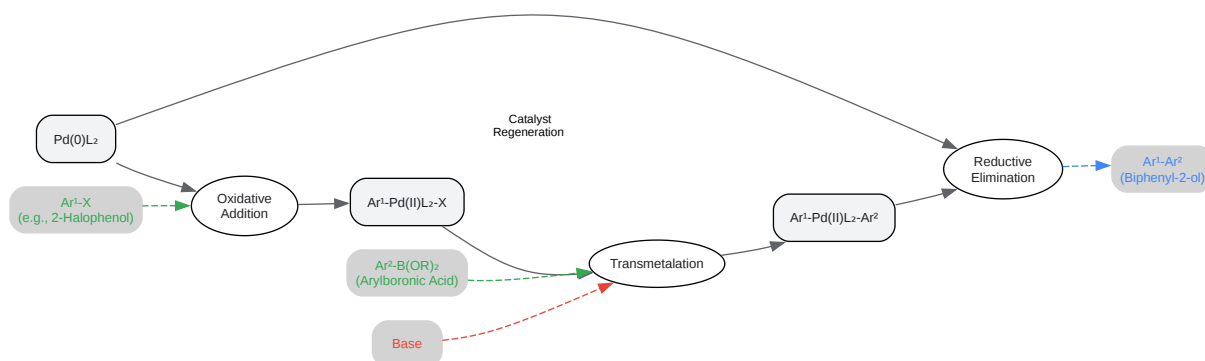 Catalyst
Regeneration
Pd(0)L₂
Ar¹-X
(e.g., 2-Halophenol)
Oxidative
Addition
Ar¹-Pd(II)L₂-X
Ar²-B(OR)₂
(Arylboronic Acid)
Base
Transmetalation
Ar¹-Pd(II)L₂-Ar²
Reductive
Elimination
Ar¹-Ar²
(Biphenyl-2-ol)